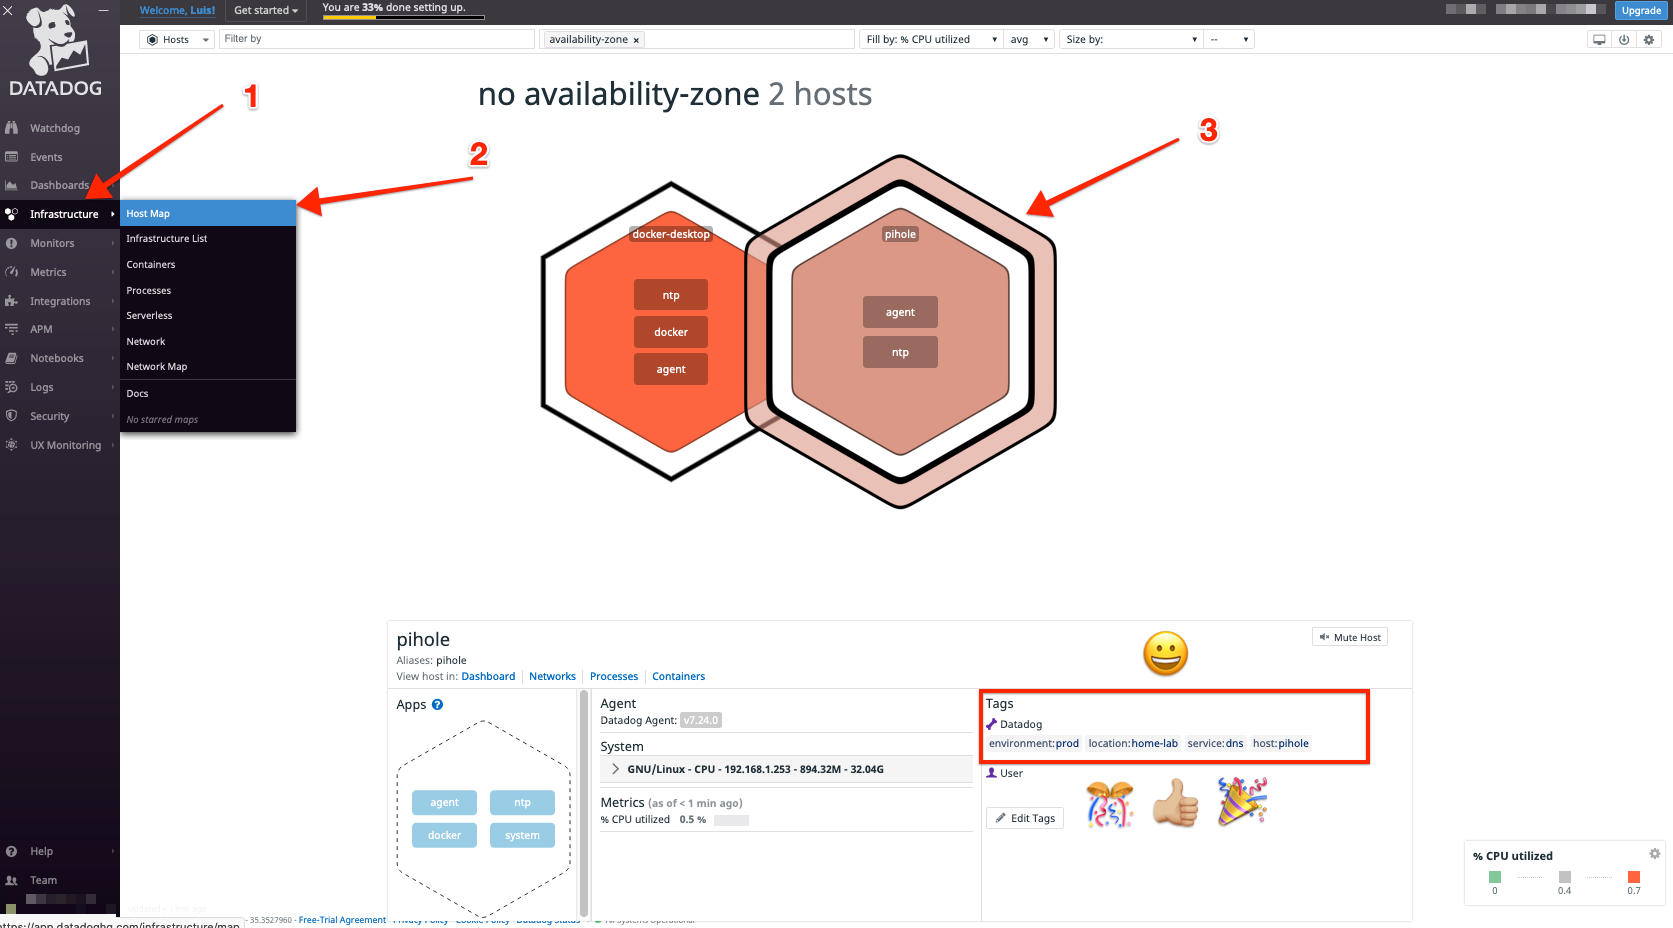 Welcome, Luis!
Get started
You are 33% done setting up.
Upgrade
DATADOG
Hosts
Filter by
availability-zone ×
Fill by: % CPU utilized
avg
Size by:
--
1
2
3
no availability-zone 2 hosts
Watchdog
Events
Dashboards
Infrastructure
Monitors
Metrics
Integrations
APM
Notebooks
Logs
Security
UX Monitoring
Help
Team
Host Map
Infrastructure List
Containers
Processes
Serverless
Network
Network Map
Docs
No starred maps
docker-desktop
ntp
docker
agent
pihole
agent
ntp
pihole
Aliases: pihole
View host in: Dashboard Networks Processes Containers
Mute Host
Apps ?
agent
ntp
docker
system
Agent
Datadog Agent: v7.24.0
System
GNU/Linux - CPU - 192.168.1.253 - 894.32M - 32.04G
Metrics (as of < 1 min ago)
% CPU utilized 0.5 %
Tags
Datadog
environment:prod location:home-lab service:dns host:pihole
User
Edit Tags
% CPU utilized
0
0.4
0.7
- 35.3527960 - Free-Trial Agreement
https://app.datadoghq.com/infrastructure/map